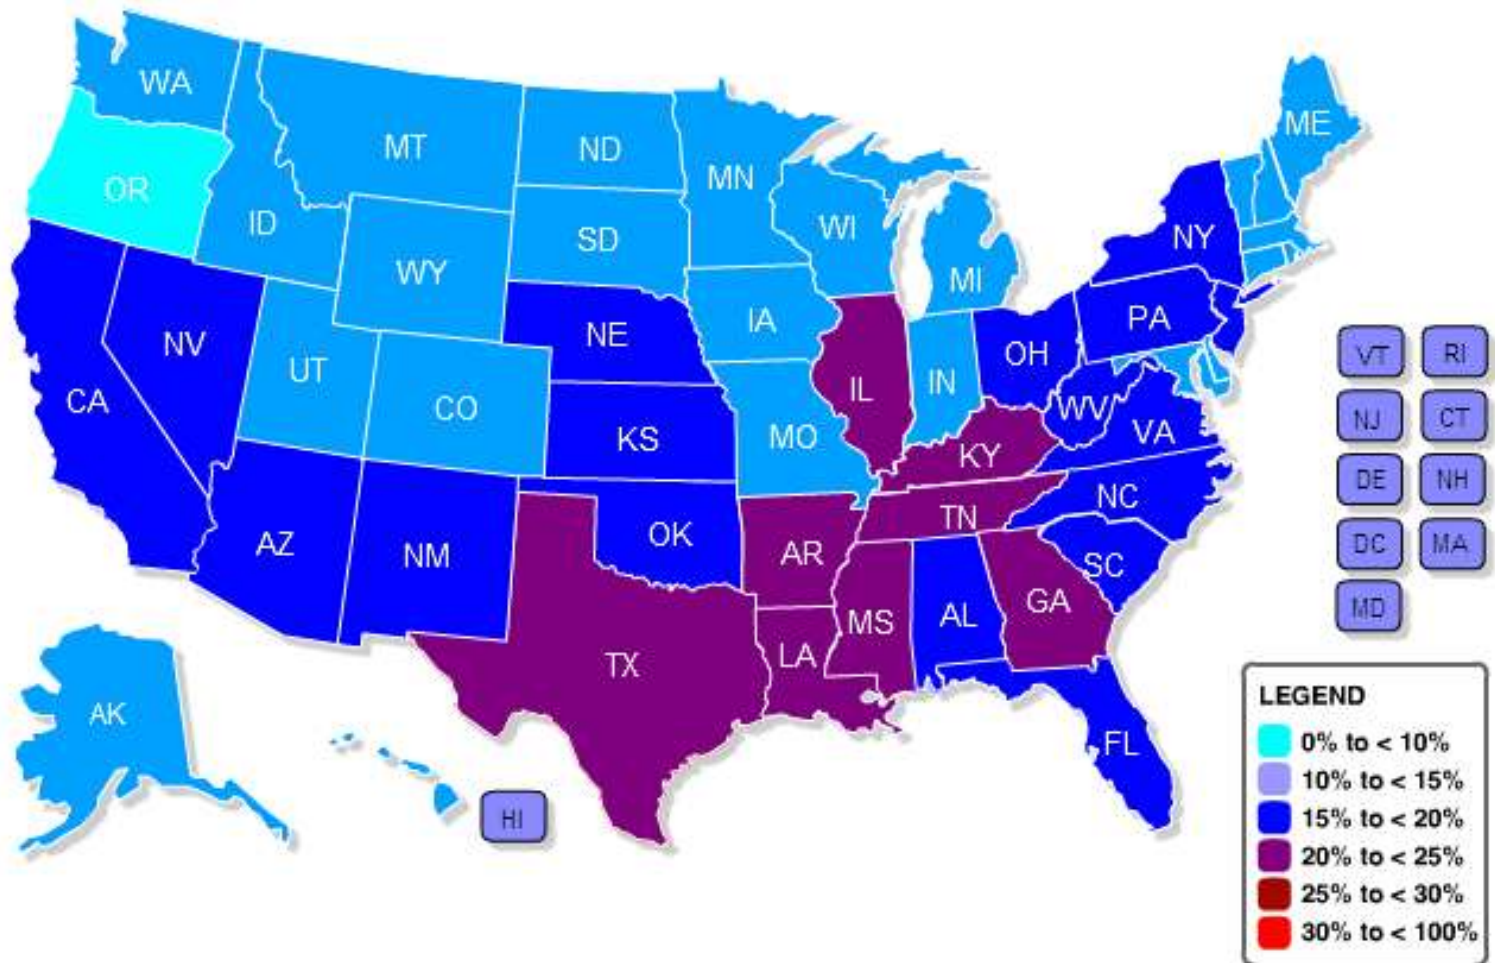 WA
MT
ND
MN
ME
OR
ID
SD
WI
NY
WY
MI
IA
PA
NE
NV
OH
UT
IL
IN
CA
CO
WV
KS
MO
VA
KY
NC
AZ
NM
OK
TN
AR
SC
GA
MS
AL
LA
TX
AK
FL
HI
VT RI
NJ CT
DE NH
DC MA
MD
LEGEND
0% to < 10%
10% to < 15%
15% to < 20%
20% to < 25%
25% to < 30%
30% to < 100%